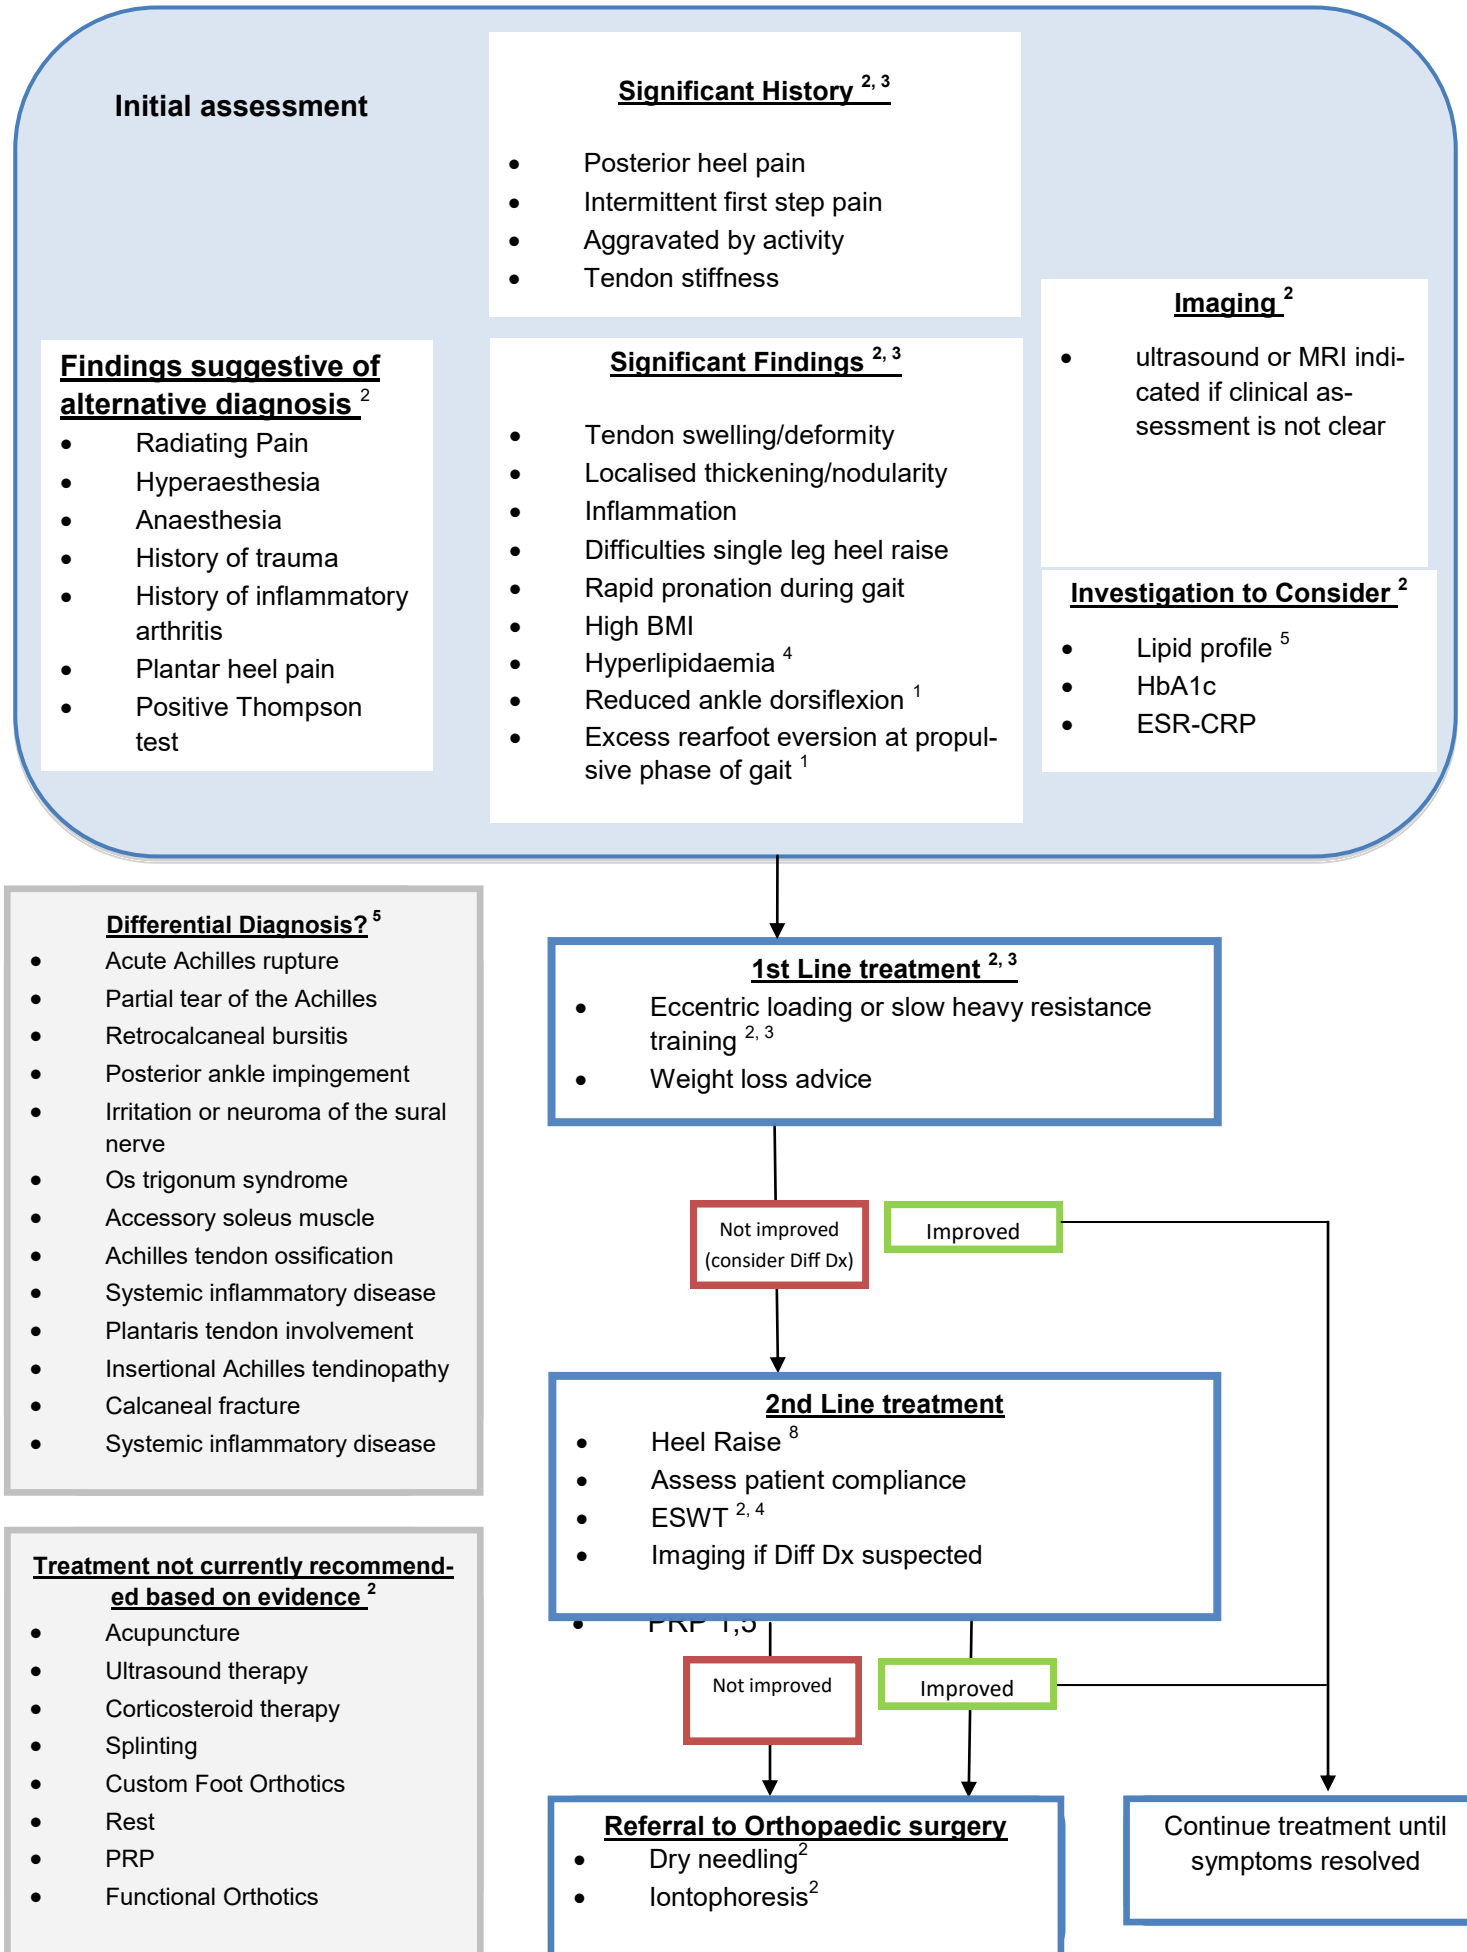 Initial assessment
Significant History 2, 3
• Posterior heel pain
• Intermittent first step pain
• Aggravated by activity
• Tendon stiffness
Findings suggestive of
alternative diagnosis 2
• Radiating Pain
• Hyperaesthesia
• Anaesthesia
• History of trauma
• History of inflammatory
arthritis
• Plantar heel pain
• Positive Thompson
test
Significant Findings 2, 3
• Tendon swelling/deformity
• Localised thickening/nodularity
• Inflammation
• Difficulties single leg heel raise
• Rapid pronation during gait
• High BMI
• Hyperlipidaemia 4
• Reduced ankle dorsiflexion 1
• Excess rearfoot eversion at propul-
sive phase of gait 1
Imaging 2
• ultrasound or MRI indi-
cated if clinical as-
sessment is not clear
Investigation to Consider 2
• Lipid profile 5
• HbA1c
• ESR-CRP
Differential Diagnosis? 5
• Acute Achilles rupture
• Partial tear of the Achilles
• Retrocalcaneal bursitis
• Posterior ankle impingement
• Irritation or neuroma of the sural
nerve
• Os trigonum syndrome
• Accessory soleus muscle
• Achilles tendon ossification
• Systemic inflammatory disease
• Plantaris tendon involvement
• Insertional Achilles tendinopathy
• Calcaneal fracture
• Systemic inflammatory disease
Treatment not currently recommend-
ed based on evidence 2
• Acupuncture
• Ultrasound therapy
• Corticosteroid therapy
• Splinting
• Custom Foot Orthotics
• Rest
• PRP
• Functional Orthotics
1st Line treatment 2, 3
• Eccentric loading or slow heavy resistance
training 2, 3
• Weight loss advice
Not improved
(consider Diff Dx)
Improved
2nd Line treatment
• Heel Raise 8
• Assess patient compliance
• ESWT 2, 4
• Imaging if Diff Dx suspected
• PRP 1,5
Not improved
Improved
Referral to Orthopaedic surgery
• Dry needling2
• Iontophoresis2
Continue treatment until
symptoms resolved